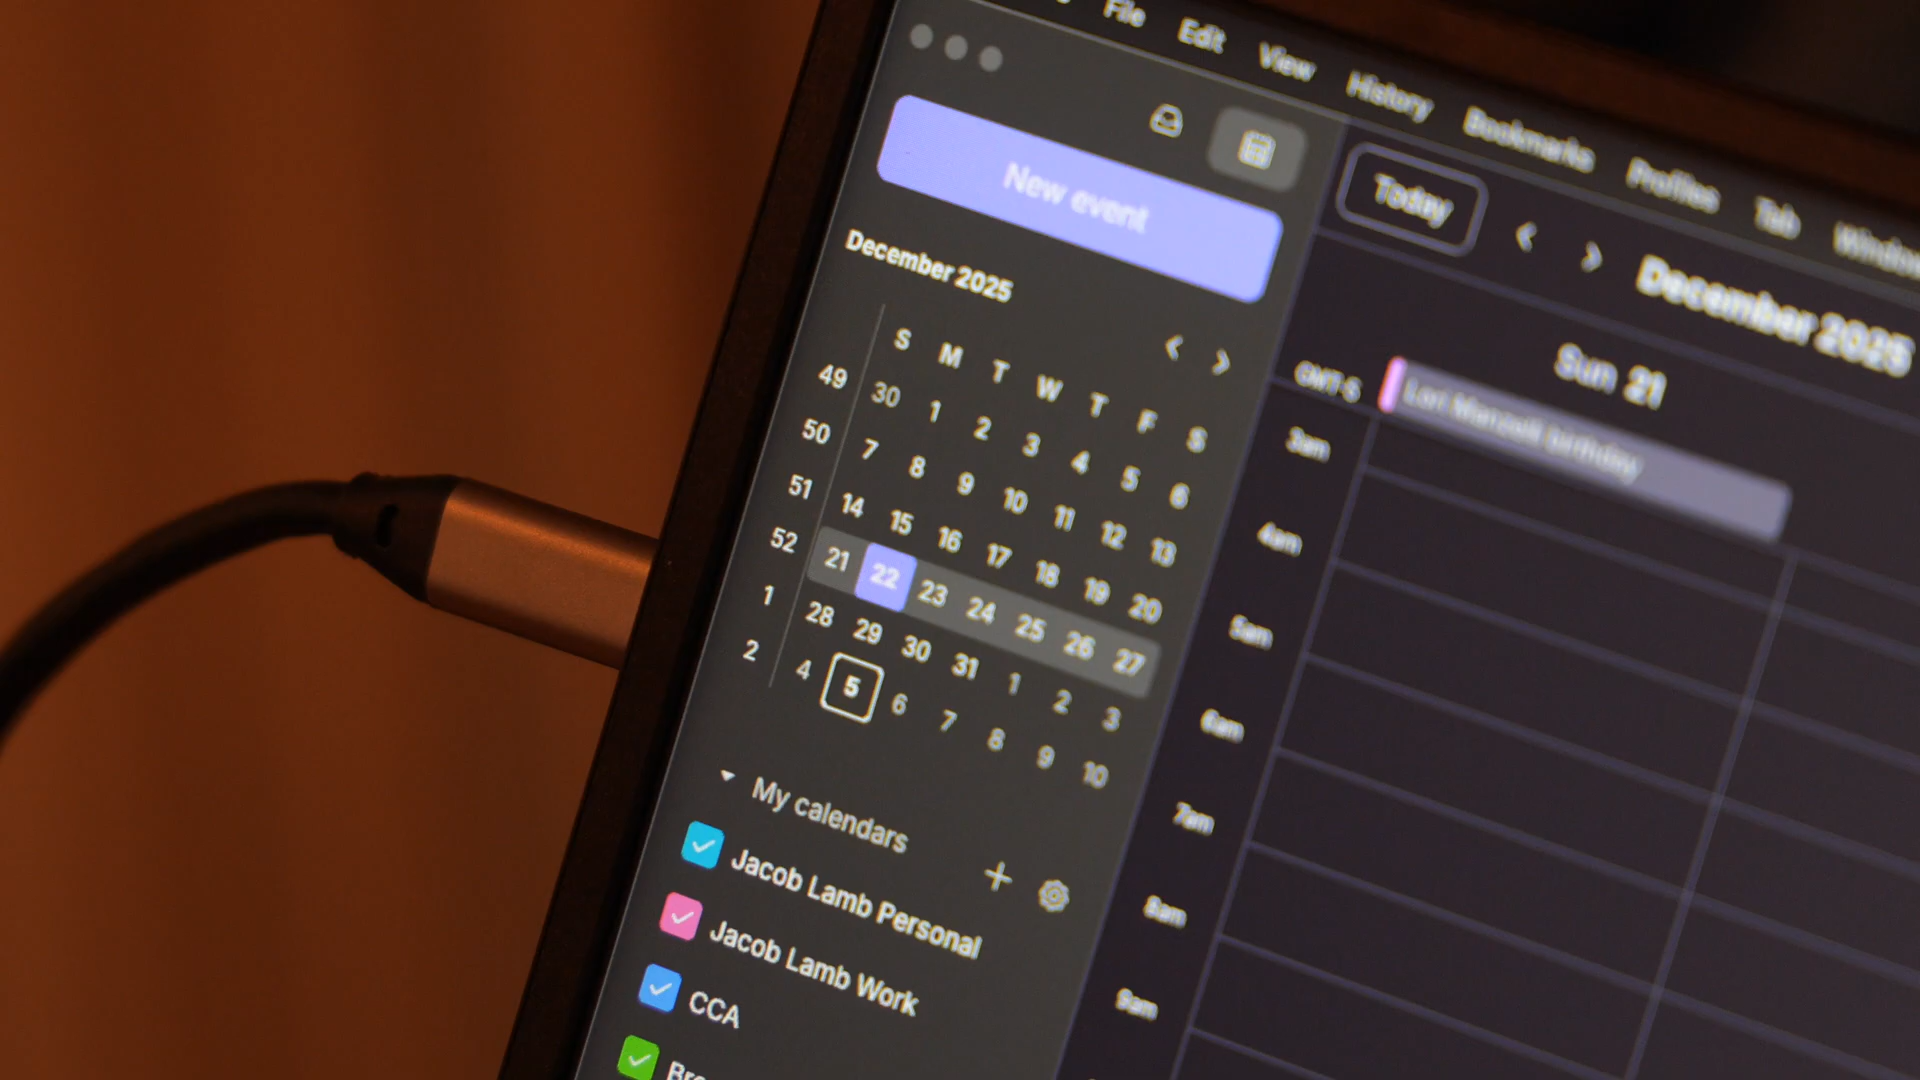 File Edit View History Bookmarks Profiles Tab Window
New event
Today
December 2025
December 2025
S M T W T F S
49 30 1 2 3 4 5 6
50 7 8 9 10 11 12 13
51 14 15 16 17 18 19 20
52 21 22 23 24 25 26 27
1 28 29 30 31 1 2 3
2 4 5 6 7 8 9 10
My calendars
Jacob Lamb Personal
Jacob Lamb Work
CCA
Sun 21
GMT-5
birthday
3am
4am
5am
6am
7am
8am
9am